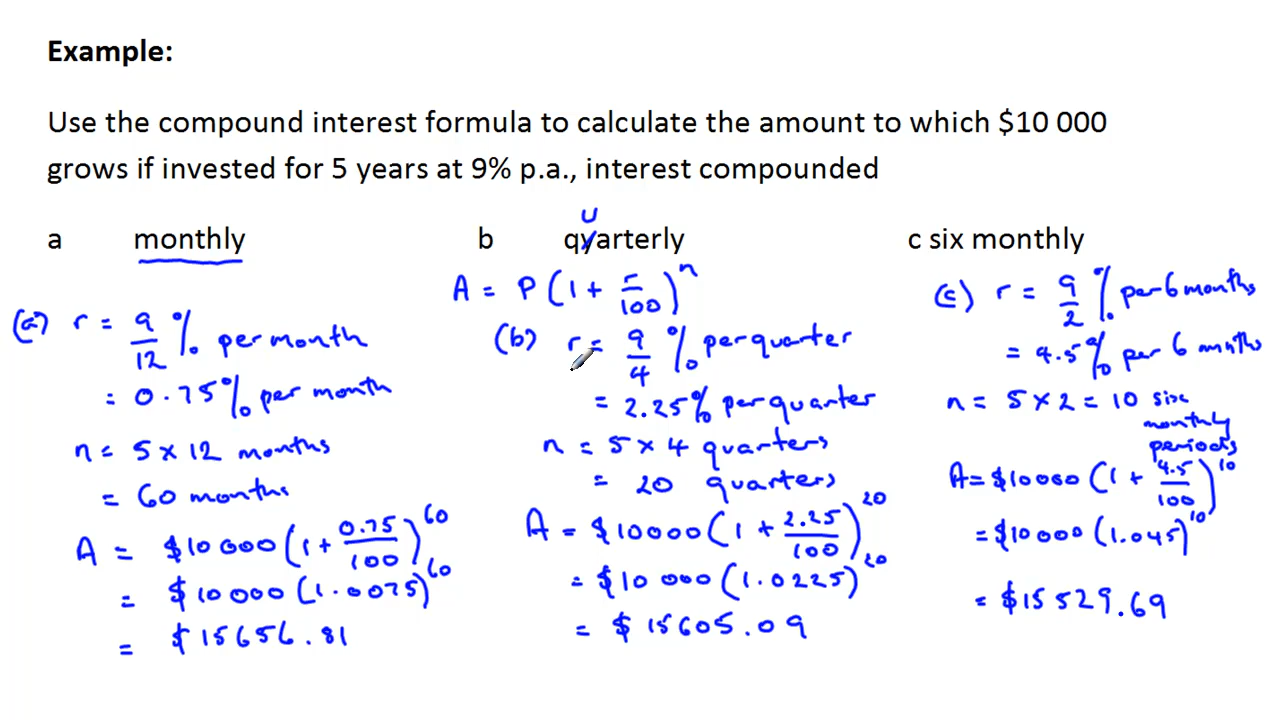 Example:
Use the compound interest formula to calculate the amount to which $10 000
grows if invested for 5 years at 9% p.a., interest compounded
a monthly
b qyarterly
u
c six monthly
A = P(1 + r/100)^n
(a) r = 9/12 % per month
= 0.75% per month
n = 5 × 12 months
= 60 months
A = $10 000(1 + 0.75/100)^60
= $10 000(1.0075)^60
= $15656.81
(b) r = 9/4 % per quarter
= 2.25% per quarter
n = 5 × 4 quarters
= 20 quarters
A = $10000(1 + 2.25/100)^20
= $10 000(1.0225)^20
= $15605.09
(c) r = 9/2 % per 6 months
= 4.5% per 6 months
n = 5 × 2 = 10 six
monthly
periods
A = $10000(1 + 4.5/100)^10
= $10000(1.045)^10
= $15529.69